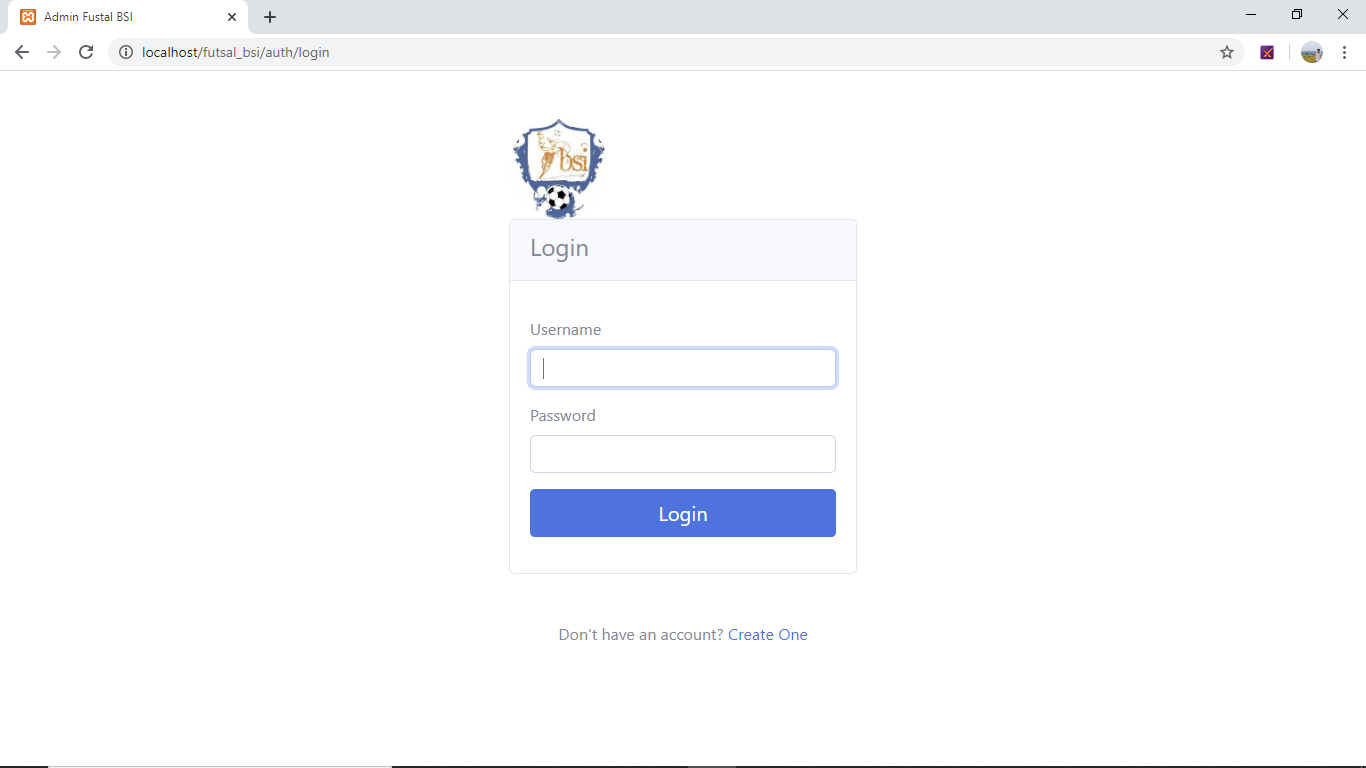 Admin Fustal BSI
localhost/futsal_bsi/auth/login
bsi
Login
Username
Password
Login
Don't have an account? Create One